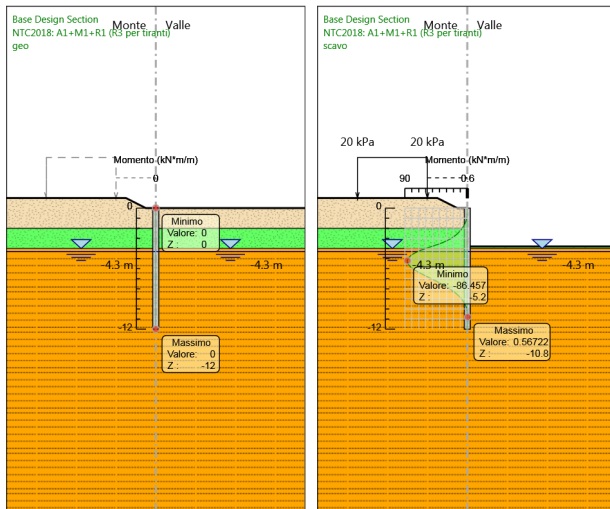 Base Design Section
NTC2018: A1+M1+R1 (R3 per tiranti)
geo
Monte
Valle
Momento (kN*m/m)
0
0
Minimo
Valore: 0
Z : 0
-4.3 m
-4.3 m
-12
Massimo
Valore: 0
Z : -12
Base Design Section
NTC2018: A1+M1+R1 (R3 per tiranti)
scavo
Monte
Valle
20 kPa
20 kPa
Momento (kN*m/m)
90
0.6
0
-4.3 m
-4.3 m
Minimo
Valore: -86.457
Z : -5.2
-12
Massimo
Valore: 0.56722
Z : -10.8